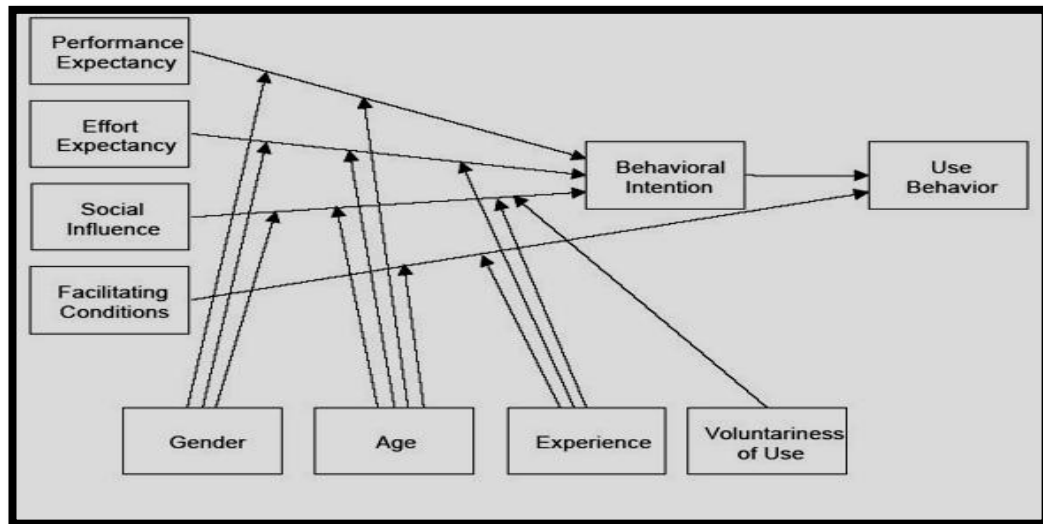 Performance
Expectancy
Effort
Expectancy
Social
Influence
Facilitating
Conditions
Behavioral
Intention
Use
Behavior
Gender
Age
Experience
Voluntariness
of Use